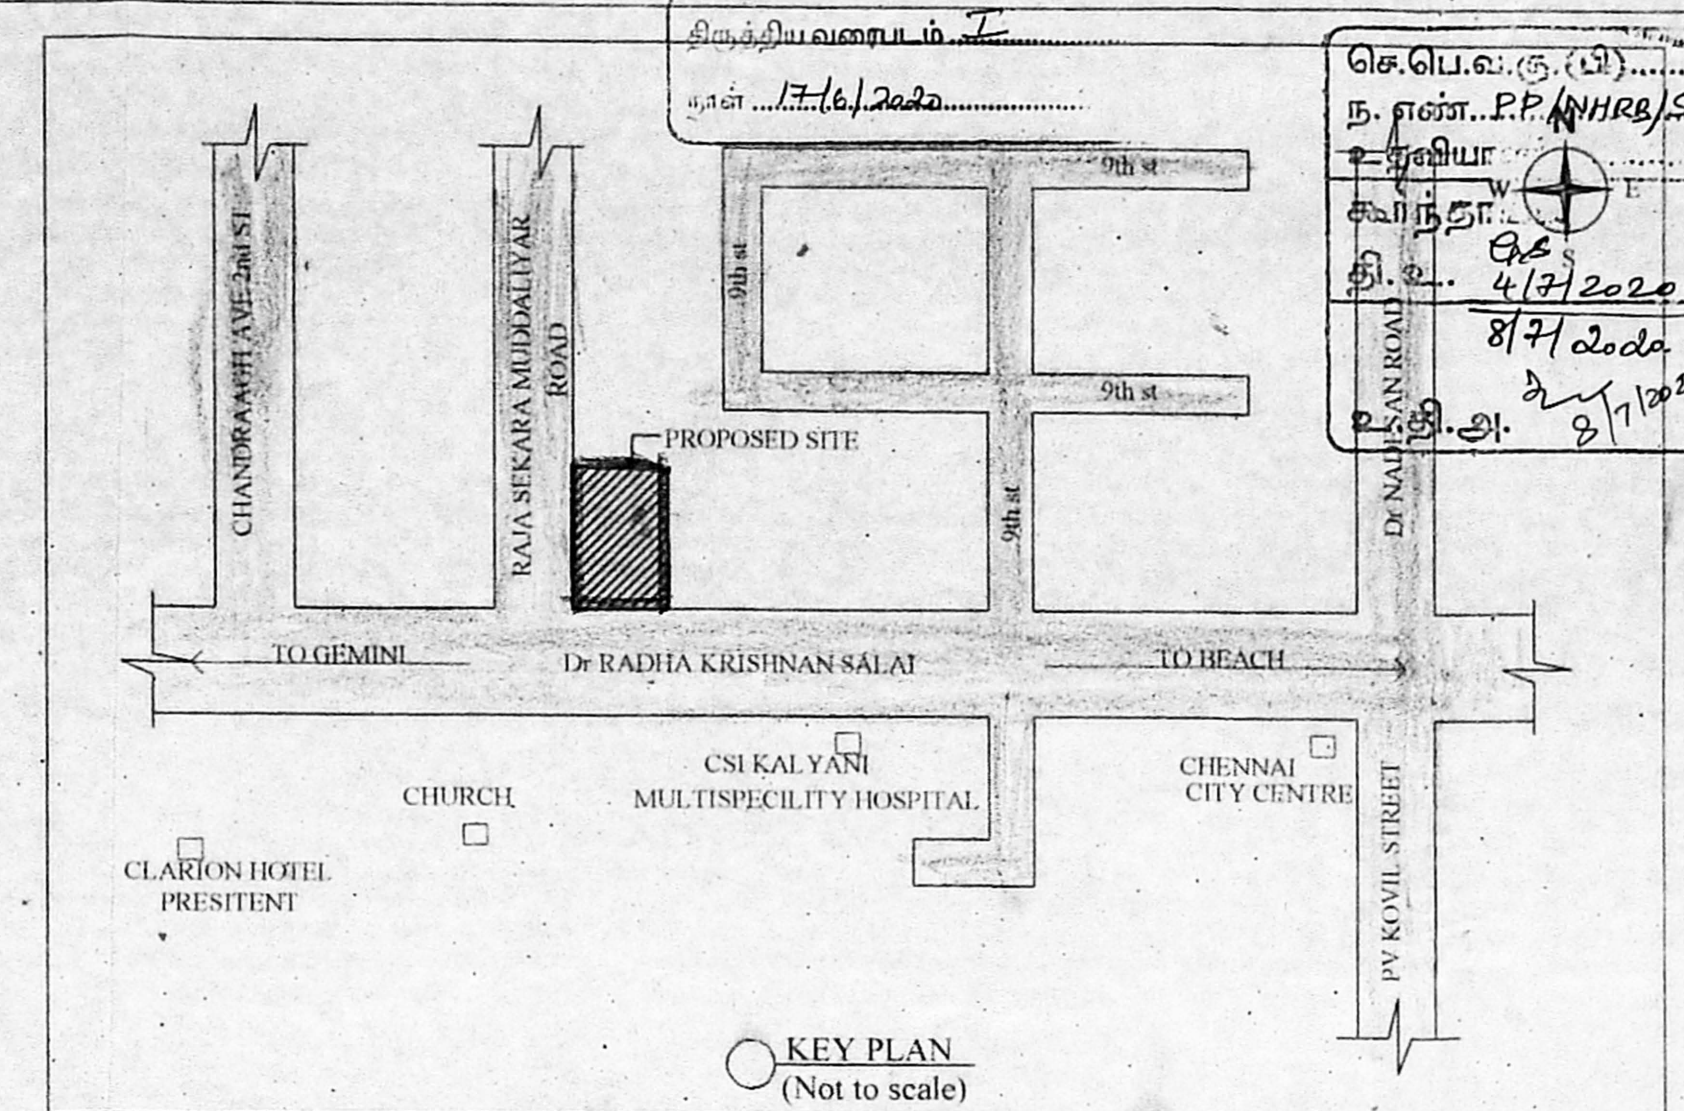 திருத்திய வரைபடம் I
நாள் 17/6/2020
செ.பெ.வ.கு. (பி)
ந. எண். P.P./NHRB/S
N
W
E
S
தி. உ.
4/7/2020
8/7/2020
உ.தி.அ.
8/7/202
9th st
9th st
9th st
9th st
CHANDRAAGH AVE 2nd ST
RAJA SEKARA MUDDALIYAR
ROAD
Dr NADESAN ROAD
PROPOSED SITE
TO GEMINI
Dr RADHA KRISHNAN SALAI
TO BEACH
CHURCH
CSI KALYANI
MULTISPECILITY HOSPITAL
CHENNAI
CITY CENTRE
CLARION HOTEL
PRESITENT
PV KOVIL STREET
KEY PLAN
(Not to scale)